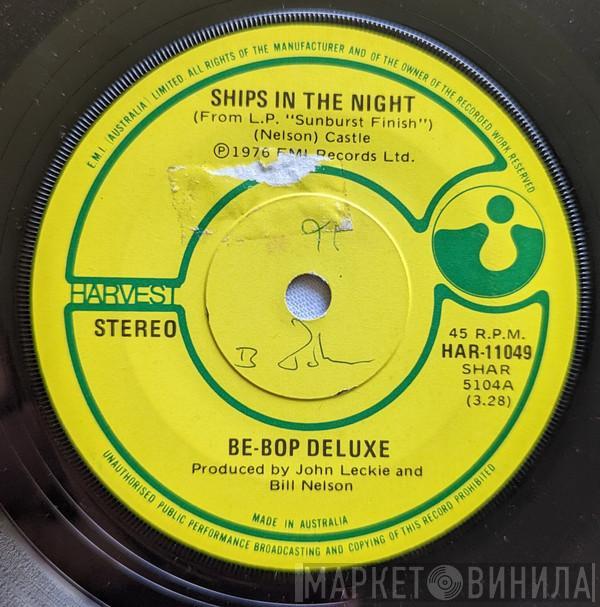 E.M.I. (AUSTRALIA) LIMITED. ALL RIGHTS OF THE MANUFACTURER AND OF THE OWNER OF THE RECORDED WORK RESERVED
SHIPS IN THE NIGHT
(From L.P. "Sunburst Finish")
(Nelson) Castle
℗1976 EMI Records Ltd.
HARVEST
STEREO
45 R.P.M.
HAR-11049
SHAR
5104A
(3.28)
B
BE-BOP DELUXE
Produced by John Leckie and
Bill Nelson
MADE IN AUSTRALIA
UNAUTHORISED PUBLIC PERFORMANCE BROADCASTING AND COPYING OF THIS RECORD PROHIBITED
МАРКЕТ ВИНИЛА